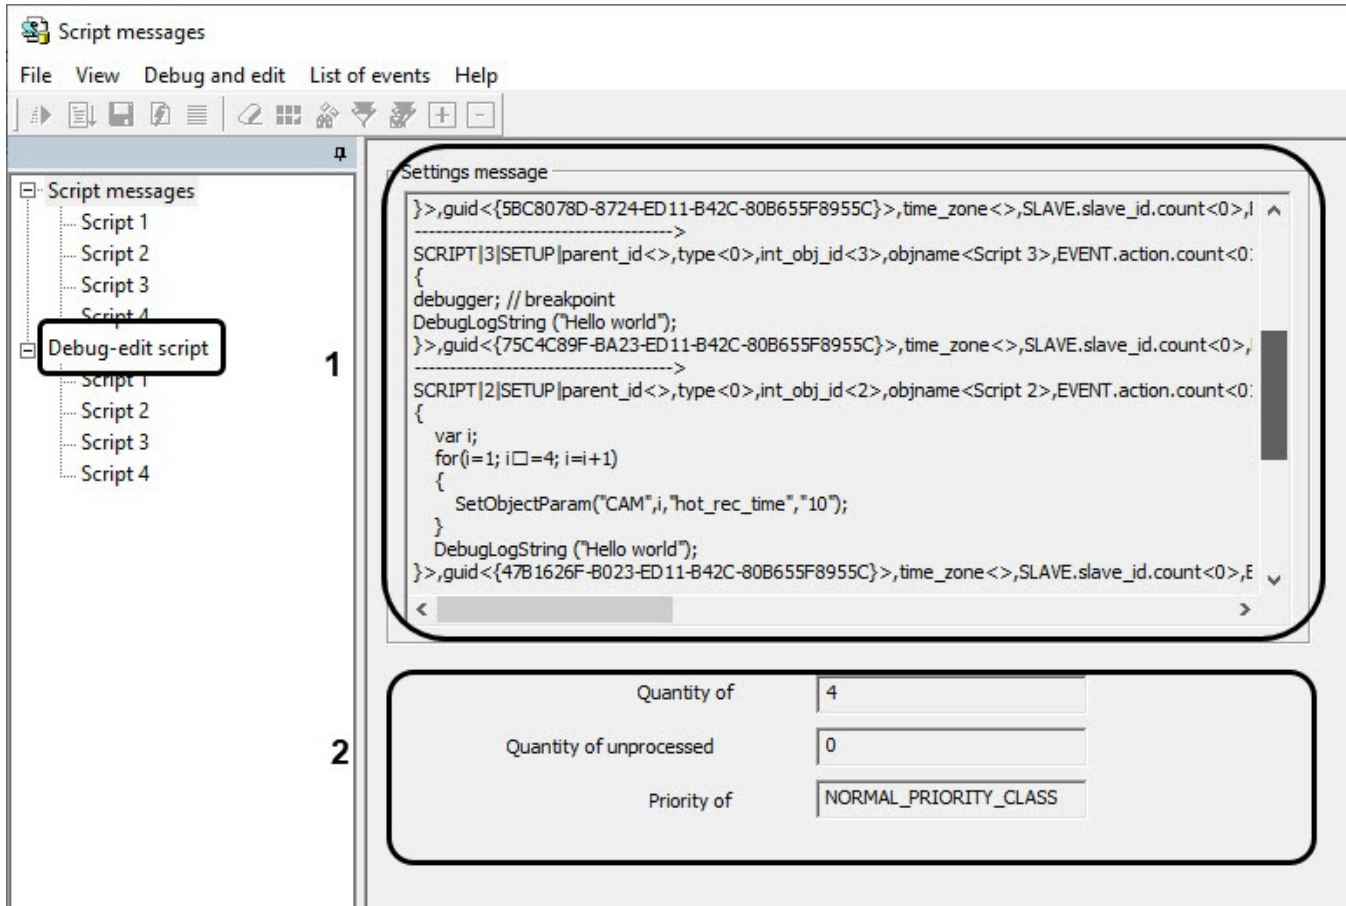 Script messages
File View Debug and edit List of events Help
Script messages
Script 1
Script 2
Script 3
Script 4
Debug-edit script
Script 1
Script 2
Script 3
Script 4
1
Settings message
}>,guid<{5BC8078D-8724-ED11-B42C-80B655F8955C}>,time_zone<>,SLAVE.slave_id.count<0>,
------------------------------------>
SCRIPT|3|SETUP|parent_id<>,type<0>,int_obj_id<3>,objname<Script 3>,EVENT.action.count<0
{
debugger; // breakpoint
DebugLogString ("Hello world");
}>,guid<{75C4C89F-BA23-ED11-B42C-80B655F8955C}>,time_zone<>,SLAVE.slave_id.count<0>,
------------------------------------>
SCRIPT|2|SETUP|parent_id<>,type<0>,int_obj_id<2>,objname<Script 2>,EVENT.action.count<0
{
var i;
for(i=1; i□=4; i=i+1)
{
SetObjectParam("CAM",i,"hot_rec_time","10");
}
DebugLogString ("Hello world");
}>,guid<{47B1626F-B023-ED11-B42C-80B655F8955C}>,time_zone<>,SLAVE.slave_id.count<0>,E
2
Quantity of 4
Quantity of unprocessed 0
Priority of NORMAL_PRIORITY_CLASS